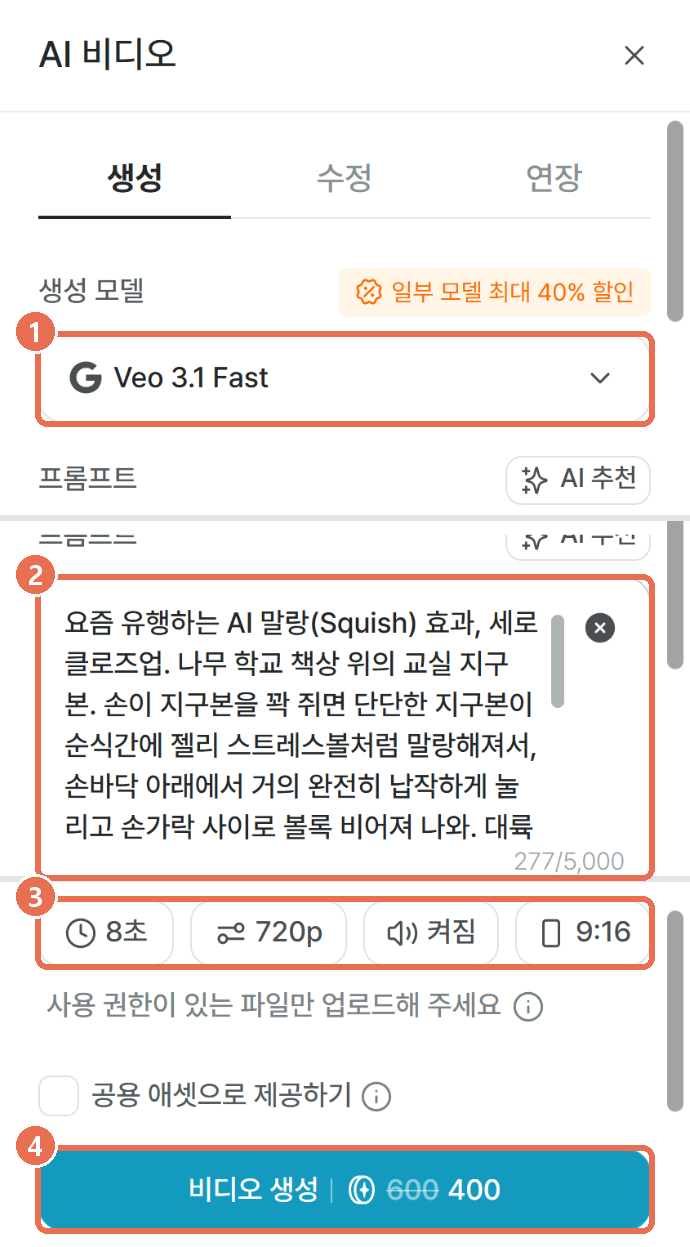 AI 비디오
생성 수정 연장
생성 모델 일부 모델 최대 40% 할인
1
G Veo 3.1 Fast
프롬프트 AI 추천
프롬프트 AI 추천
2
요즘 유행하는 AI 말랑(Squish) 효과, 세로
클로즈업. 나무 학교 책상 위의 교실 지구
본. 손이 지구본을 꽉 쥐면 단단한 지구본이
순식간에 젤리 스트레스볼처럼 말랑해져서,
손바닥 아래에서 거의 완전히 납작하게 눌
리고 손가락 사이로 볼록 비어져 나와. 대륙
277/5,000
3
8초 720p 켜짐 9:16
사용 권한이 있는 파일만 업로드해 주세요
공용 애셋으로 제공하기
4
비디오 생성 | 600 400